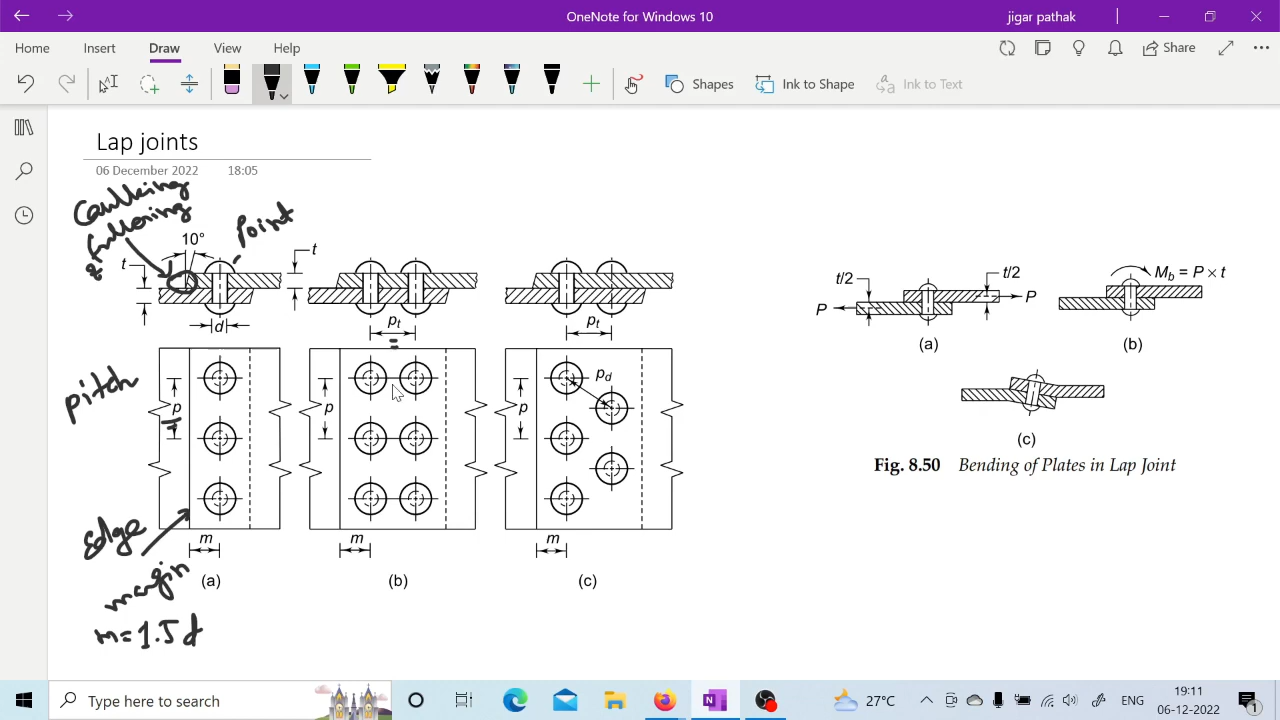 OneNote for Windows 10
jigar pathak
Home
Insert
Draw
View
Help
Share
Shapes
Ink to Shape
Ink to Text
Lap joints
06 December 2022 18:05
Caulking
& fullering
Point
10°
t
t
d
pt
pt
pitch
p
p
p
pd
Edge
m
m
m
margin
(a)
(b)
(c)
m=1.5d
t/2
t/2
P
P
Mb = P × t
(a)
(b)
(c)
Fig. 8.50 Bending of Plates in Lap Joint
Type here to search
27°C
ENG
19:11
06-12-2022
1